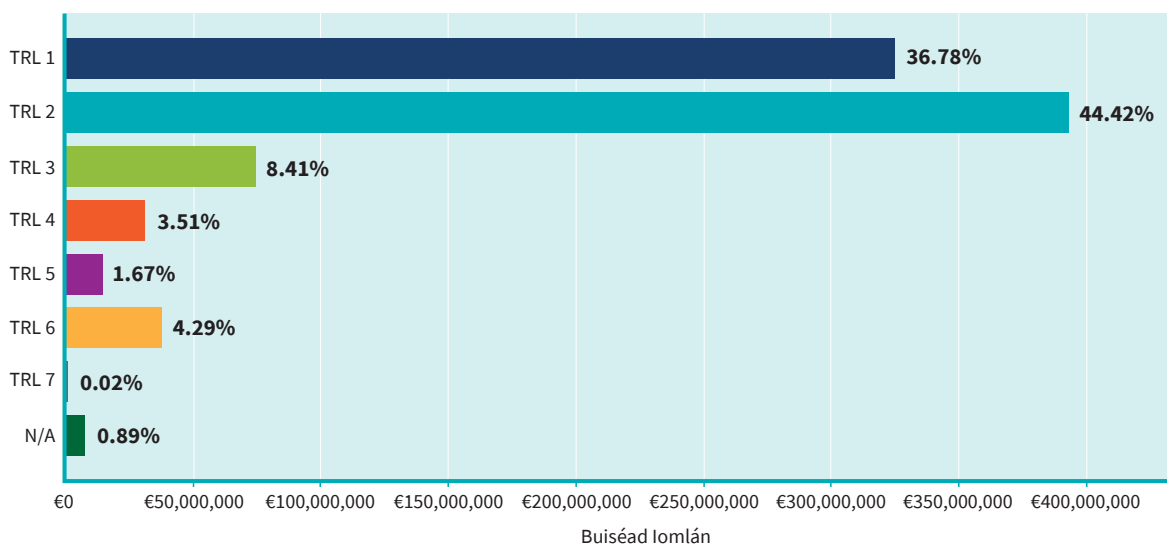 TRL 1 36.78%
TRL 2 44.42%
TRL 3 8.41%
TRL 4 3.51%
TRL 5 1.67%
TRL 6 4.29%
TRL 7 0.02%
N/A 0.89%
€0 €50,000,000 €100,000,000 €150,000,000 €200,000,000 €250,000,000 €300,000,000 €350,000,000 €400,000,000
Buiséad Iomlán